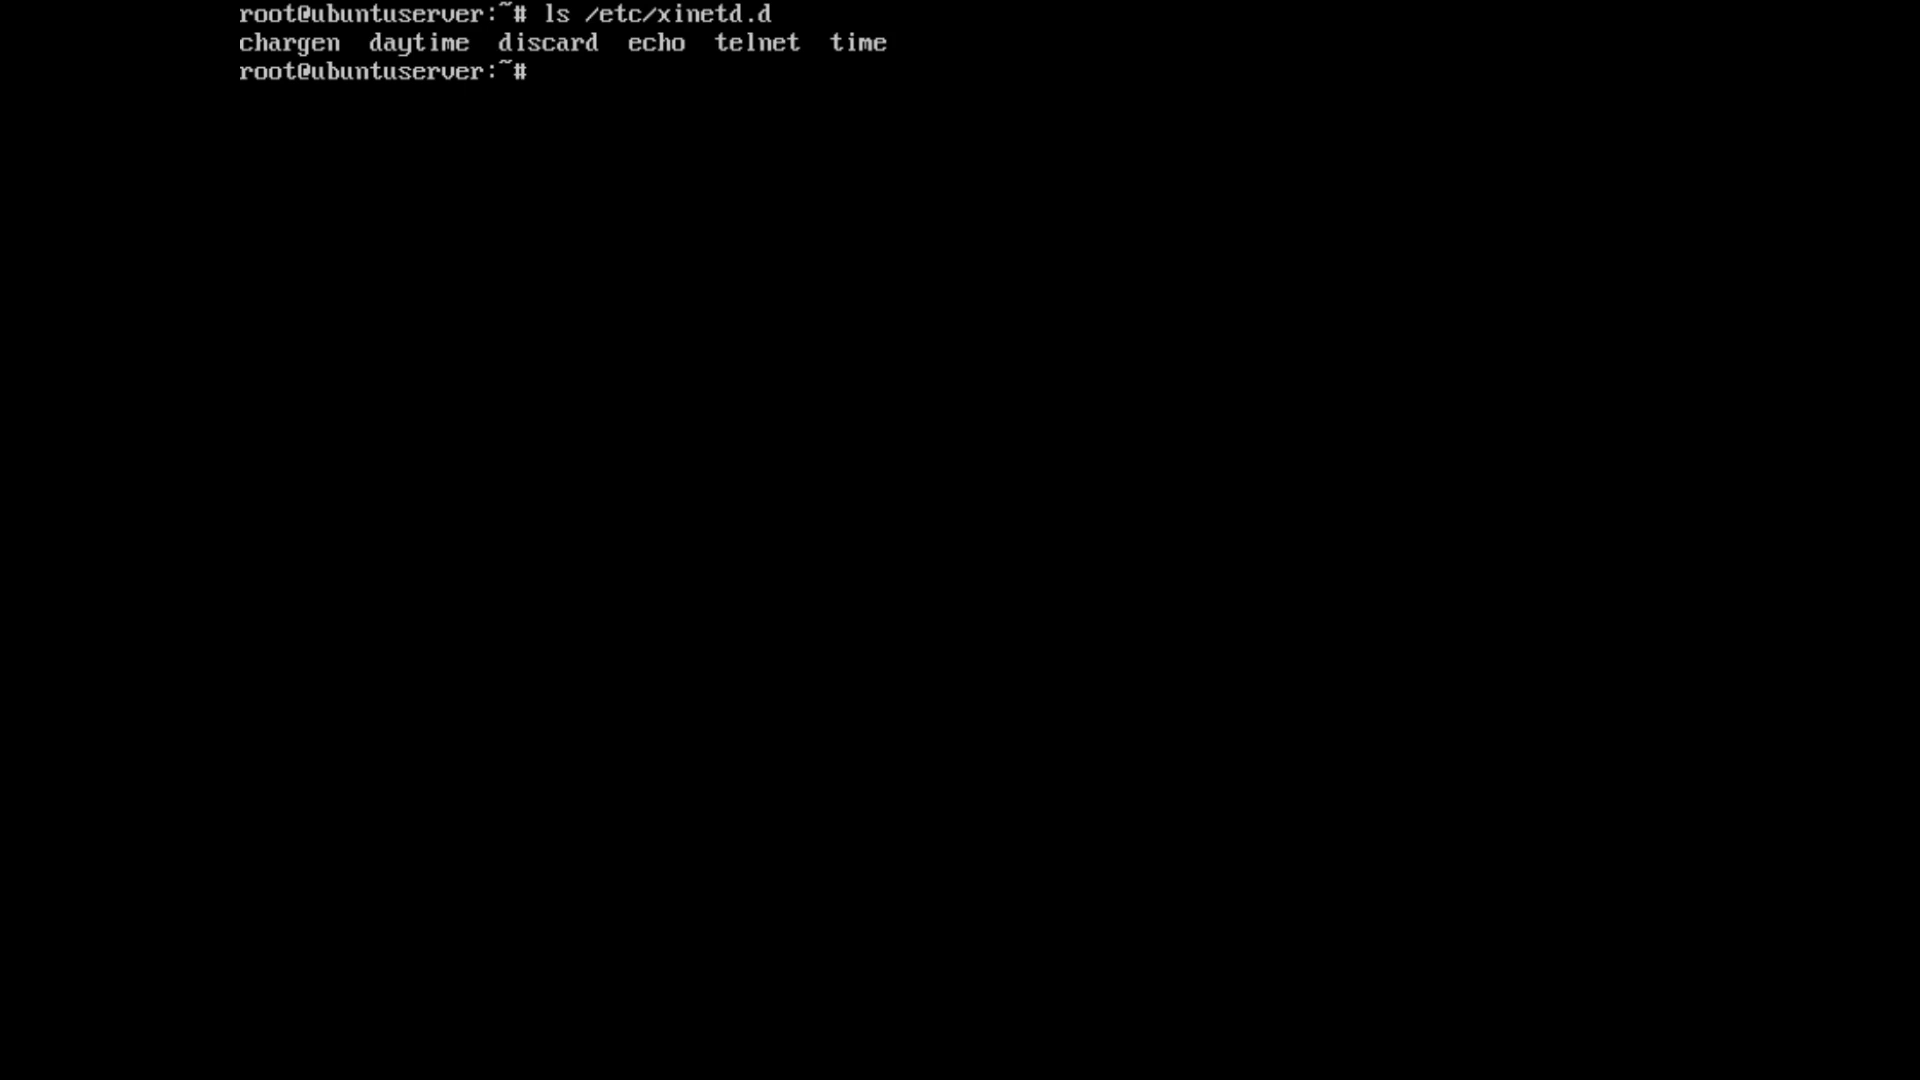 root@ubuntuserver:~# ls /etc/xinetd.d
chargen  daytime  discard  echo  telnet  time
root@ubuntuserver:~#